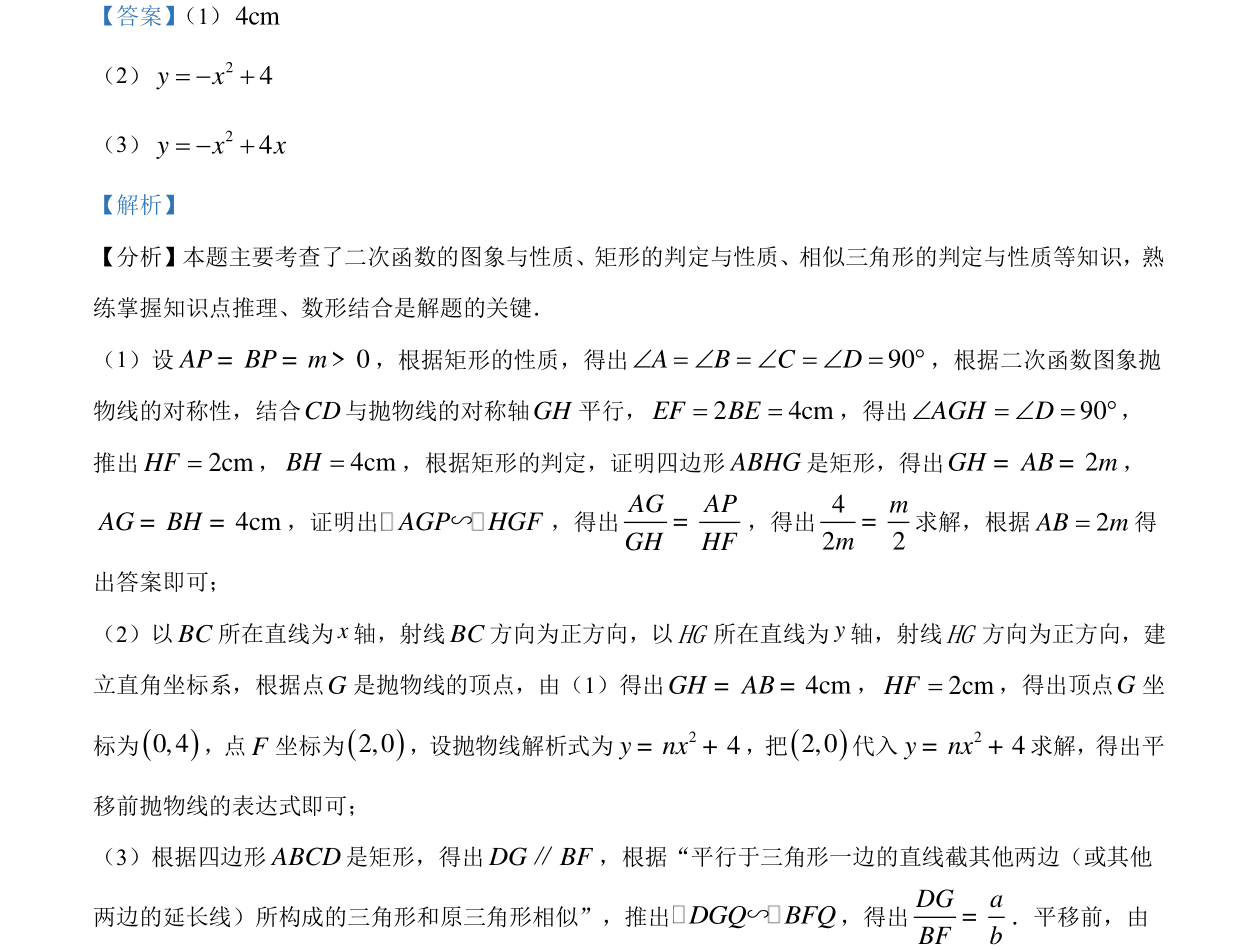 【答案】（1）4cm
（2）y = −x² + 4
（3）y = −x² + 4x
【解析】
【分析】本题主要考查了二次函数的图象与性质、矩形的判定与性质、相似三角形的判定与性质等知识，熟
练掌握知识点推理、数形结合是解题的关键．
（1）设 AP = BP = m > 0，根据矩形的性质，得出∠A = ∠B = ∠C = ∠D = 90°，根据二次函数图象抛
物线的对称性，结合CD与抛物线的对称轴GH 平行，EF = 2BE = 4cm，得出∠AGH = ∠D = 90°，
推出 HF = 2cm，BH = 4cm，根据矩形的判定，证明四边形 ABHG 是矩形，得出GH = AB = 2m，
AG = BH = 4cm，证明出□AGP∽□HGF，得出 AG/GH = AP/HF，得出 4/2m = m/2 求解，根据 AB = 2m 得
出答案即可；
（2）以 BC 所在直线为 x 轴，射线 BC 方向为正方向，以 HG 所在直线为 y 轴，射线 HG 方向为正方向，建
立直角坐标系，根据点G 是抛物线的顶点，由（1）得出GH = AB = 4cm，HF = 2cm，得出顶点G 坐
标为(0,4)，点 F 坐标为(2,0)，设抛物线解析式为 y = nx² + 4，把(2,0)代入 y = nx² + 4 求解，得出平
移前抛物线的表达式即可；
（3）根据四边形 ABCD 是矩形，得出 DG∥BF，根据“平行于三角形一边的直线截其他两边（或其他
两边的延长线）所构成的三角形和原三角形相似”，推出□DGQ∽□BFQ，得出 DG/BF = a/b．平移前，由